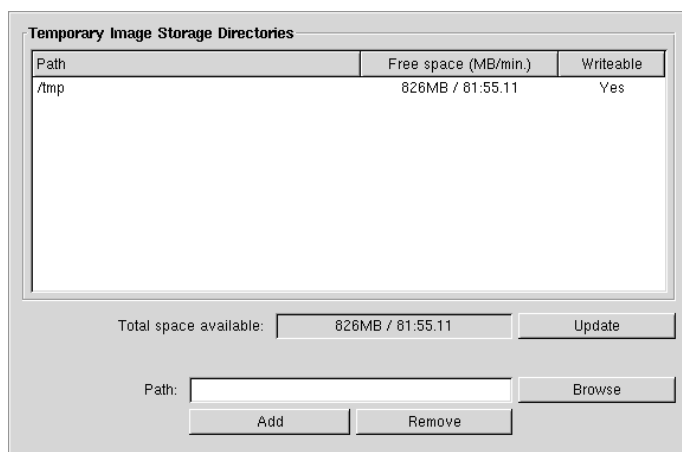 Temporary Image Storage Directories
Path Free space (MB/min.) Writeable
/tmp 826MB / 81:55.11 Yes
Total space available: 826MB / 81:55.11 Update
Path: Browse
Add Remove